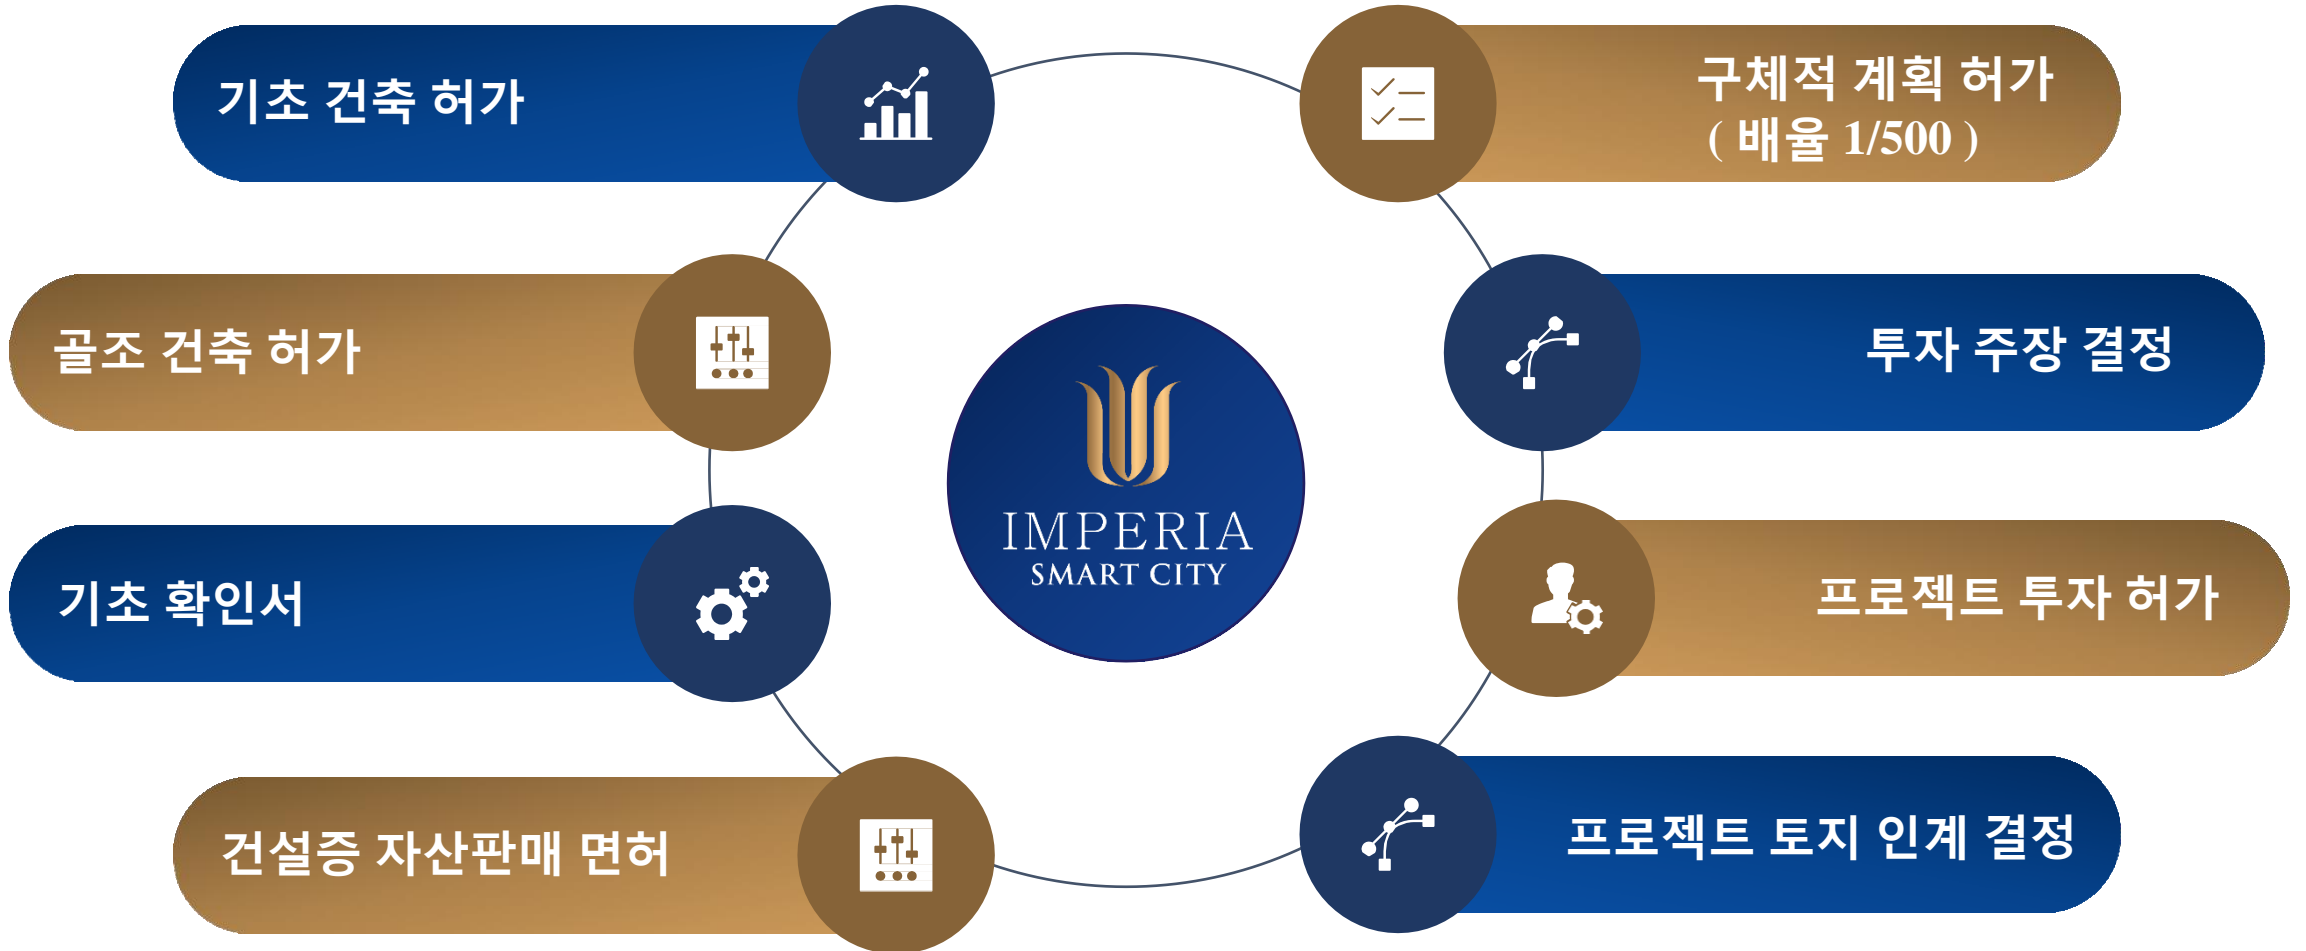 기초 건축 허가
구체적 계획 허가
( 배율 1/500 )
골조 건축 허가
투자 주장 결정
IMPERIA
SMART CITY
기초 확인서
프로젝트 투자 허가
건설증 자산판매 면허
프로젝트 토지 인계 결정